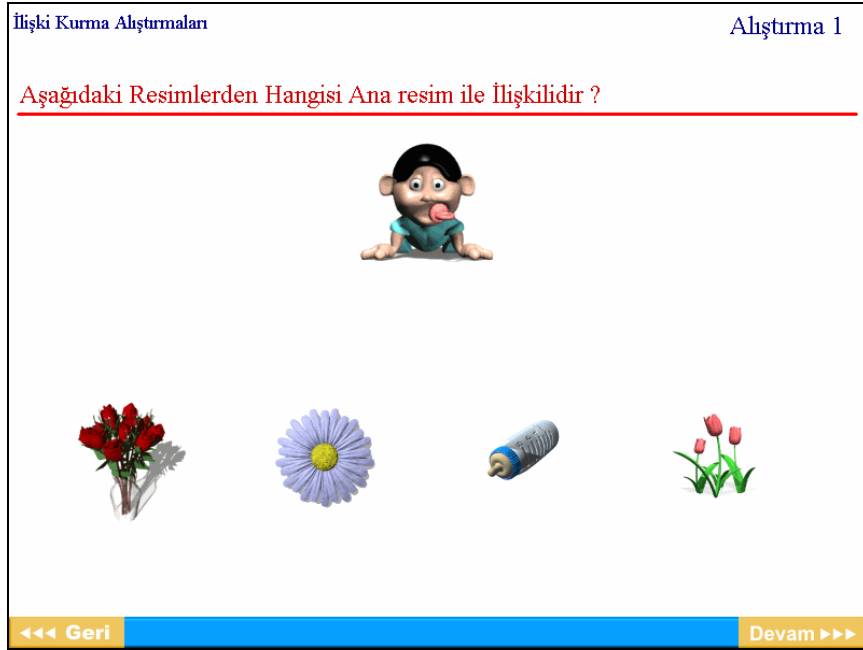 İlişki Kurma Alıştırmaları
Alıştırma 1
Aşağıdaki Resimlerden Hangisi Ana resim ile İlişkilidir ?
◄◄◄ Geri
Devam ►►►